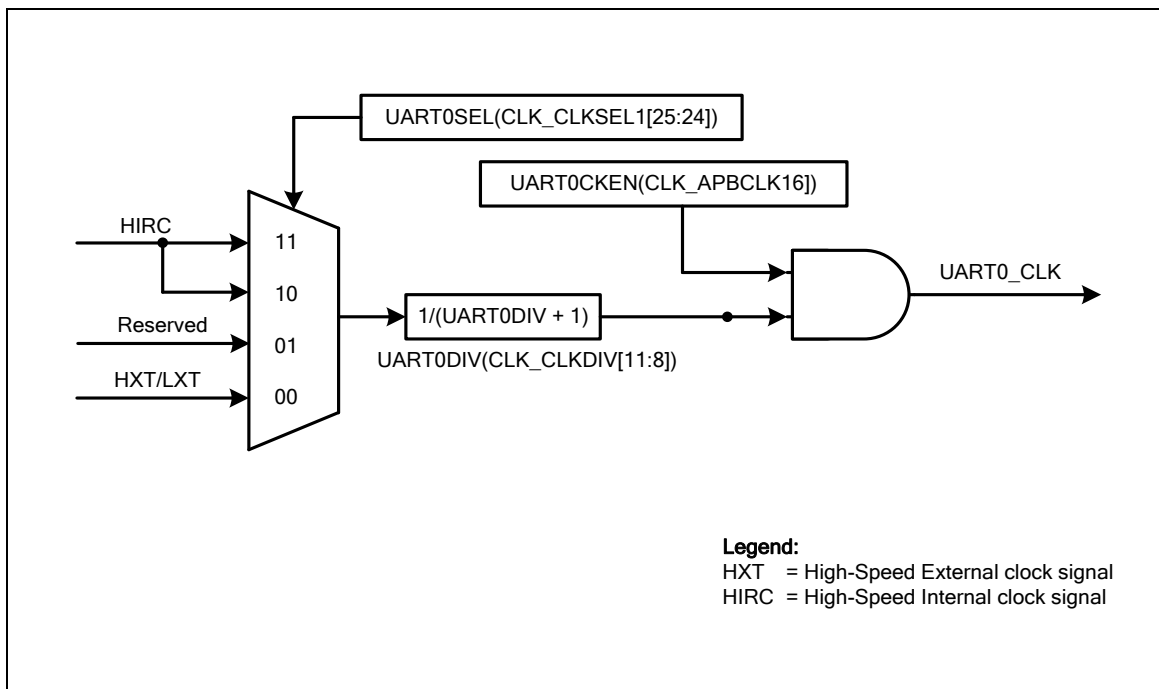 UART0SEL(CLK_CLKSEL1[25:24])
UART0CKEN(CLK_APBCLK16])
HIRC
11
UART0_CLK
10
Reserved
1/(UART0DIV + 1)
01
UART0DIV(CLK_CLKDIV[11:8])
HXT/LXT
00
Legend:
HXT = High-Speed External clock signal
HIRC = High-Speed Internal clock signal